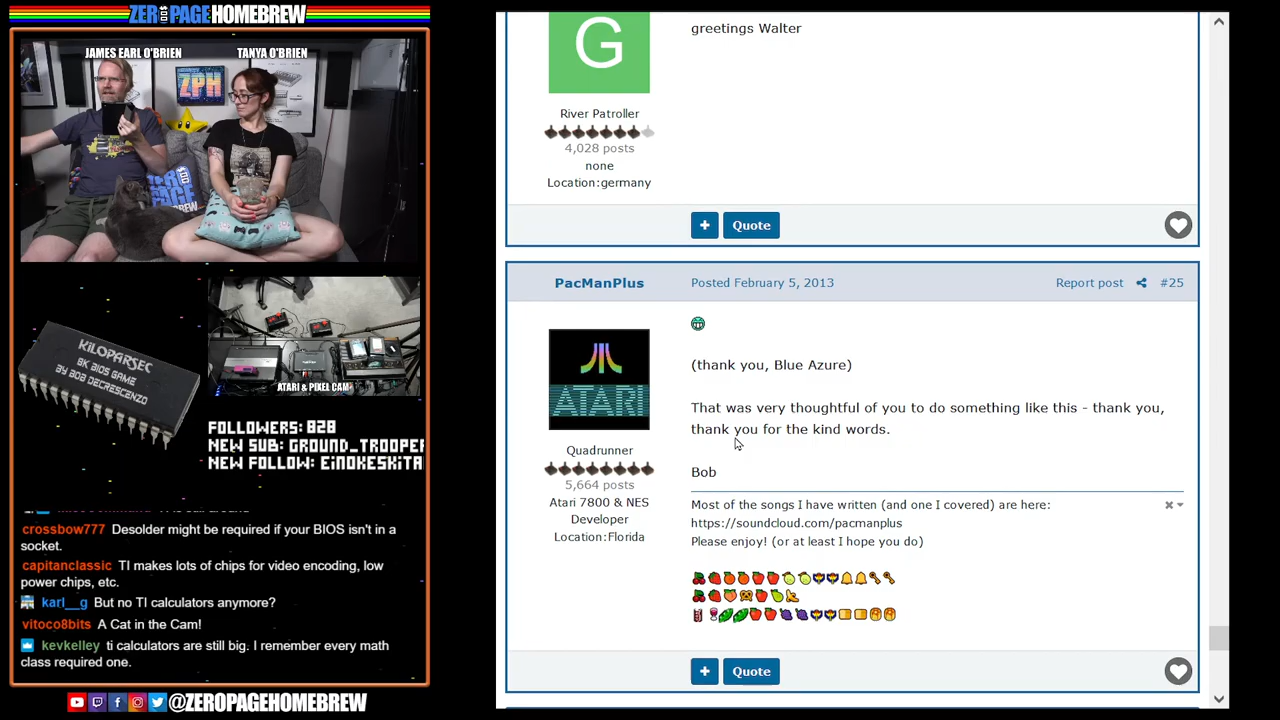 ZERO PAGE HOMEBREW
JAMES EARL O'BRIEN
TANYA O'BRIEN
ZPH
ZERO
PAGE
KILOPARSEC
8K BIOS GAME
BY BOB DECRESCENZO
ATARI & PIXEL CAM
FOLLOWERS: 828
NEW SUB: GROUND_TROOPER
NEW FOLLOW: EINOKESKITA
crossbow777 Desolder might be required if your BIOS isn't in a
socket.
capitanclassic TI makes lots of chips for video encoding, low
power chips, etc.
karl__g But no TI calculators anymore?
vitoco8bits A Cat in the Cam!
kevkelley ti calculators are still big. I remember every math
class required one.
@ZEROPAGEHOMEBREW
G
greetings Walter
River Patroller
4,028 posts
none
Location:germany
+ Quote
PacManPlus
Posted February 5, 2013
Report post
#25
ATARI
(thank you, Blue Azure)
That was very thoughtful of you to do something like this - thank you,
thank you for the kind words.
Bob
Quadrunner
5,664 posts
Atari 7800 & NES
Developer
Location:Florida
Most of the songs I have written (and one I covered) are here:
https://soundcloud.com/pacmanplus
Please enjoy! (or at least I hope you do)
+ Quote